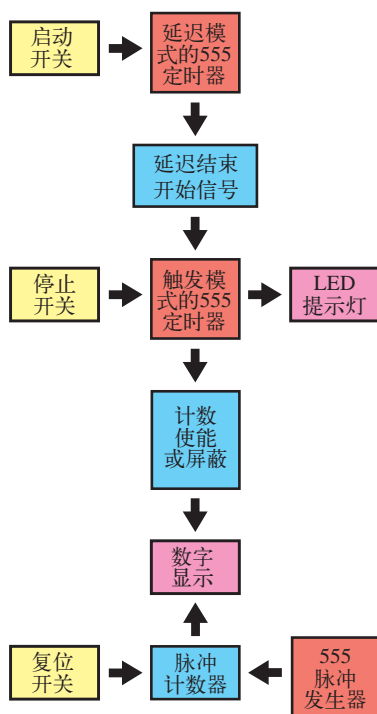 启动
开关
延迟模
式的555
定时器
延迟结束
开始信号
停止
开关
触发模
式的555
定时器
LED
提示灯
计数
使能
或屏蔽
数字
显示
复位
开关
脉冲
计数器
555
脉冲
发生器